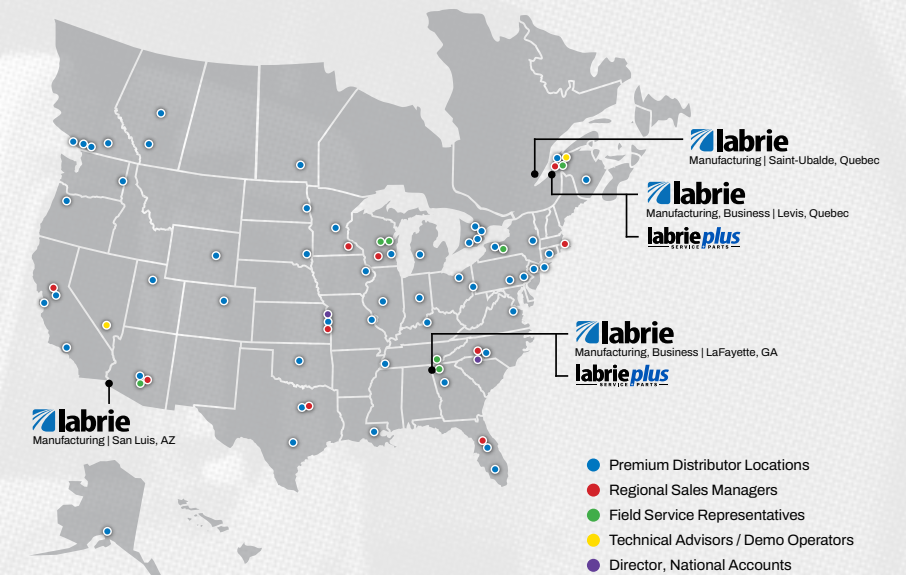 labrie
Manufacturing | Saint-Ubalde, Quebec
labrie
Manufacturing, Business | Levis, Quebec
labrieplus
SERVICE & PARTS
labrie
Manufacturing, Business | LaFayette, GA
labrieplus
SERVICE & PARTS
labrie
Manufacturing | San Luis, AZ
Premium Distributor Locations
Regional Sales Managers
Field Service Representatives
Technical Advisors / Demo Operators
Director, National Accounts